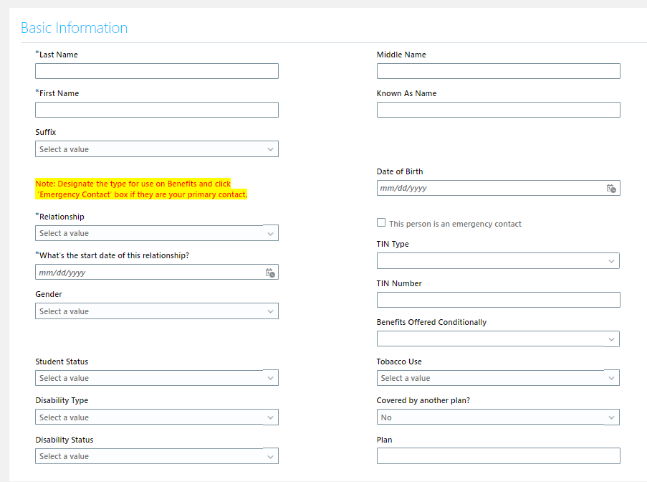 Basic Information
*Last Name
Middle Name
*First Name
Known As Name
Suffix
Select a value
Note: Designate the type for use on Benefits and click
'Emergency Contact' box if they are your primary contact.
Date of Birth
mm/dd/yyyy
*Relationship
Select a value
This person is an emergency contact
*What's the start date of this relationship?
mm/dd/yyyy
TIN Type
Gender
Select a value
TIN Number
Benefits Offered Conditionally
Student Status
Select a value
Tobacco Use
Select a value
Disability Type
Select a value
Covered by another plan?
No
Disability Status
Select a value
Plan